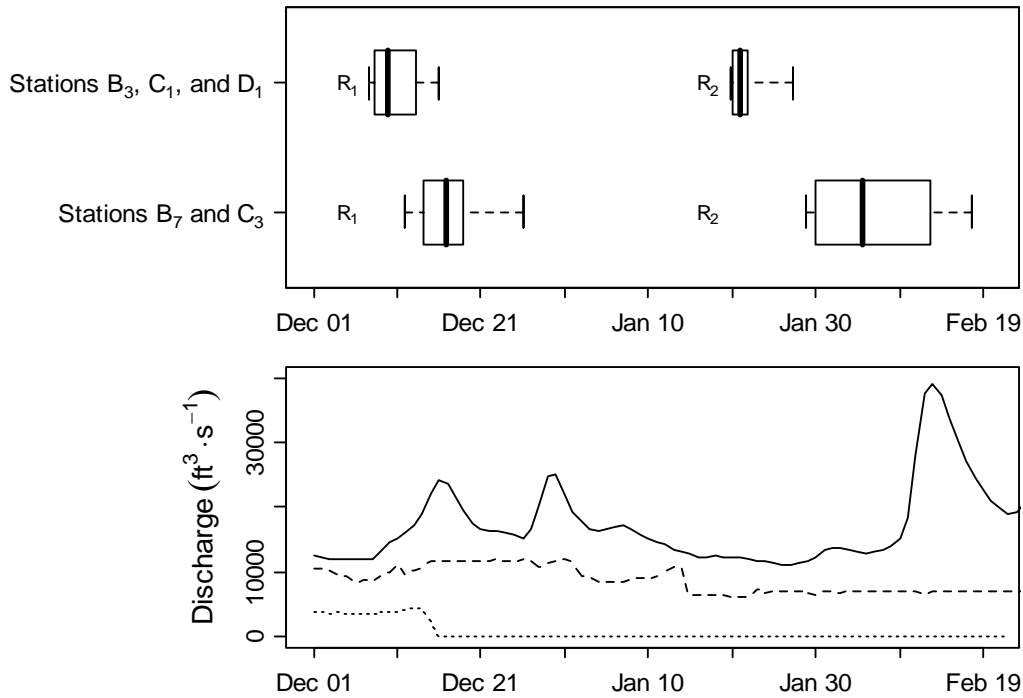 Stations B₃, C₁, and D₁
R₁
R₂
Stations B₇ and C₃
R₁
R₂
Dec 01 Dec 21 Jan 10 Jan 30 Feb 19
Discharge (ft³·s⁻¹)
30000
10000
0
Dec 01 Dec 21 Jan 10 Jan 30 Feb 19